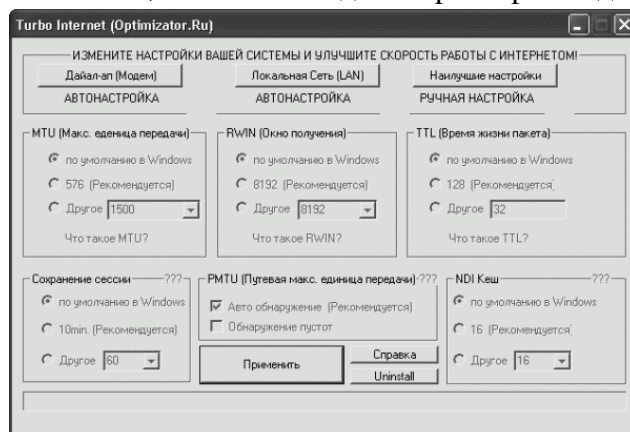 Turbo Internet (Optimizator.Ru)
ИЗМЕНИТЕ НАСТРОЙКИ ВАШЕЙ СИСТЕМЫ И УЛУЧШИТЕ СКОРОСТЬ РАБОТЫ С ИНТЕРНЕТОМ!
Дайал-ап (Модем)
Локальная Сеть (LAN)
Наилучшие настройки
АВТОНАСТРОЙКА
АВТОНАСТРОЙКА
РУЧНАЯ НАСТРОЙКА
MTU (Макс. еденица передачи)
по умолчанию в Windows
576 (Рекомендуется)
Другое 1500
Что такое MTU?
RWIN (Окно получения)
по умолчанию в Windows
8192 (Рекомендуется)
Другое 8192
Что такое RWIN?
TTL (Время жизни пакета)
по умолчанию в Windows
128 (Рекомендуется)
Другое 32
Что такое TTL?
Сохранение сессии ???
по умолчанию в Windows
10min. (Рекомендуется)
Другое 60
PMTU (Путевая макс. единица передачи) ???
Авто обнаружение (Рекомендуется)
Обнаружение пустот
Применить
Справка
Uninstall
NDI Кеш ???
по умолчанию в Windows
16 (Рекомендуется)
Другое 16